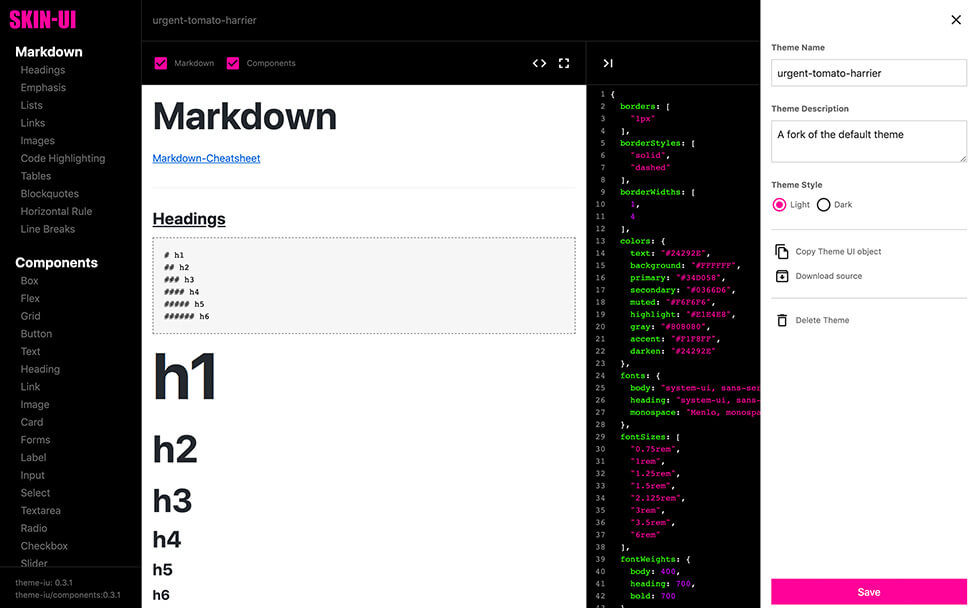 SKIN-UI
Markdown
Headings
Emphasis
Lists
Links
Images
Code Highlighting
Tables
Blockquotes
Horizontal Rule
Line Breaks
Components
Box
Flex
Grid
Button
Text
Heading
Link
Image
Card
Forms
Label
Input
Select
Textarea
Radio
Checkbox
Slider
theme-iu: 0.3.1
theme-iu/components:0.3.1
urgent-tomato-harrier
Markdown
Components
Markdown
Markdown-Cheatsheet
Headings
# h1
## h2
### h3
#### h4
##### h5
###### h6
h1
h2
h3
h4
h5
h6
1 {
2 borders: [
3 "1px"
4 ],
5 borderStyles: [
6 "solid",
7 "dashed"
8 ],
9 borderWidths: [
10 1,
11 4
12 ],
13 colors: {
14 text: "#24292E",
15 background: "#FFFFFF",
16 primary: "#34D058",
17 secondary: "#0366D6",
18 muted: "#F6F6F6",
19 highlight: "#E1E4E8",
20 gray: "#808080",
21 accent: "#F1F8FF",
22 darken: "#24292E"
23 },
24 fonts: {
25 body: "system-ui, sans-ser
26 heading: "system-ui, sans-
27 monospace: "Menlo, monospa
28 },
29 fontSizes: [
30 "0.75rem",
31 "1rem",
32 "1.25rem",
33 "1.5rem",
34 "2.125rem",
35 "3rem",
36 "3.5rem",
37 "6rem"
38 ],
39 fontWeights: {
40 body: 400,
41 heading: 700,
42 bold: 700
43 }
Theme Name
urgent-tomato-harrier
Theme Description
A fork of the default theme
Theme Style
Light
Dark
Copy Theme UI object
Download source
Delete Theme
Save